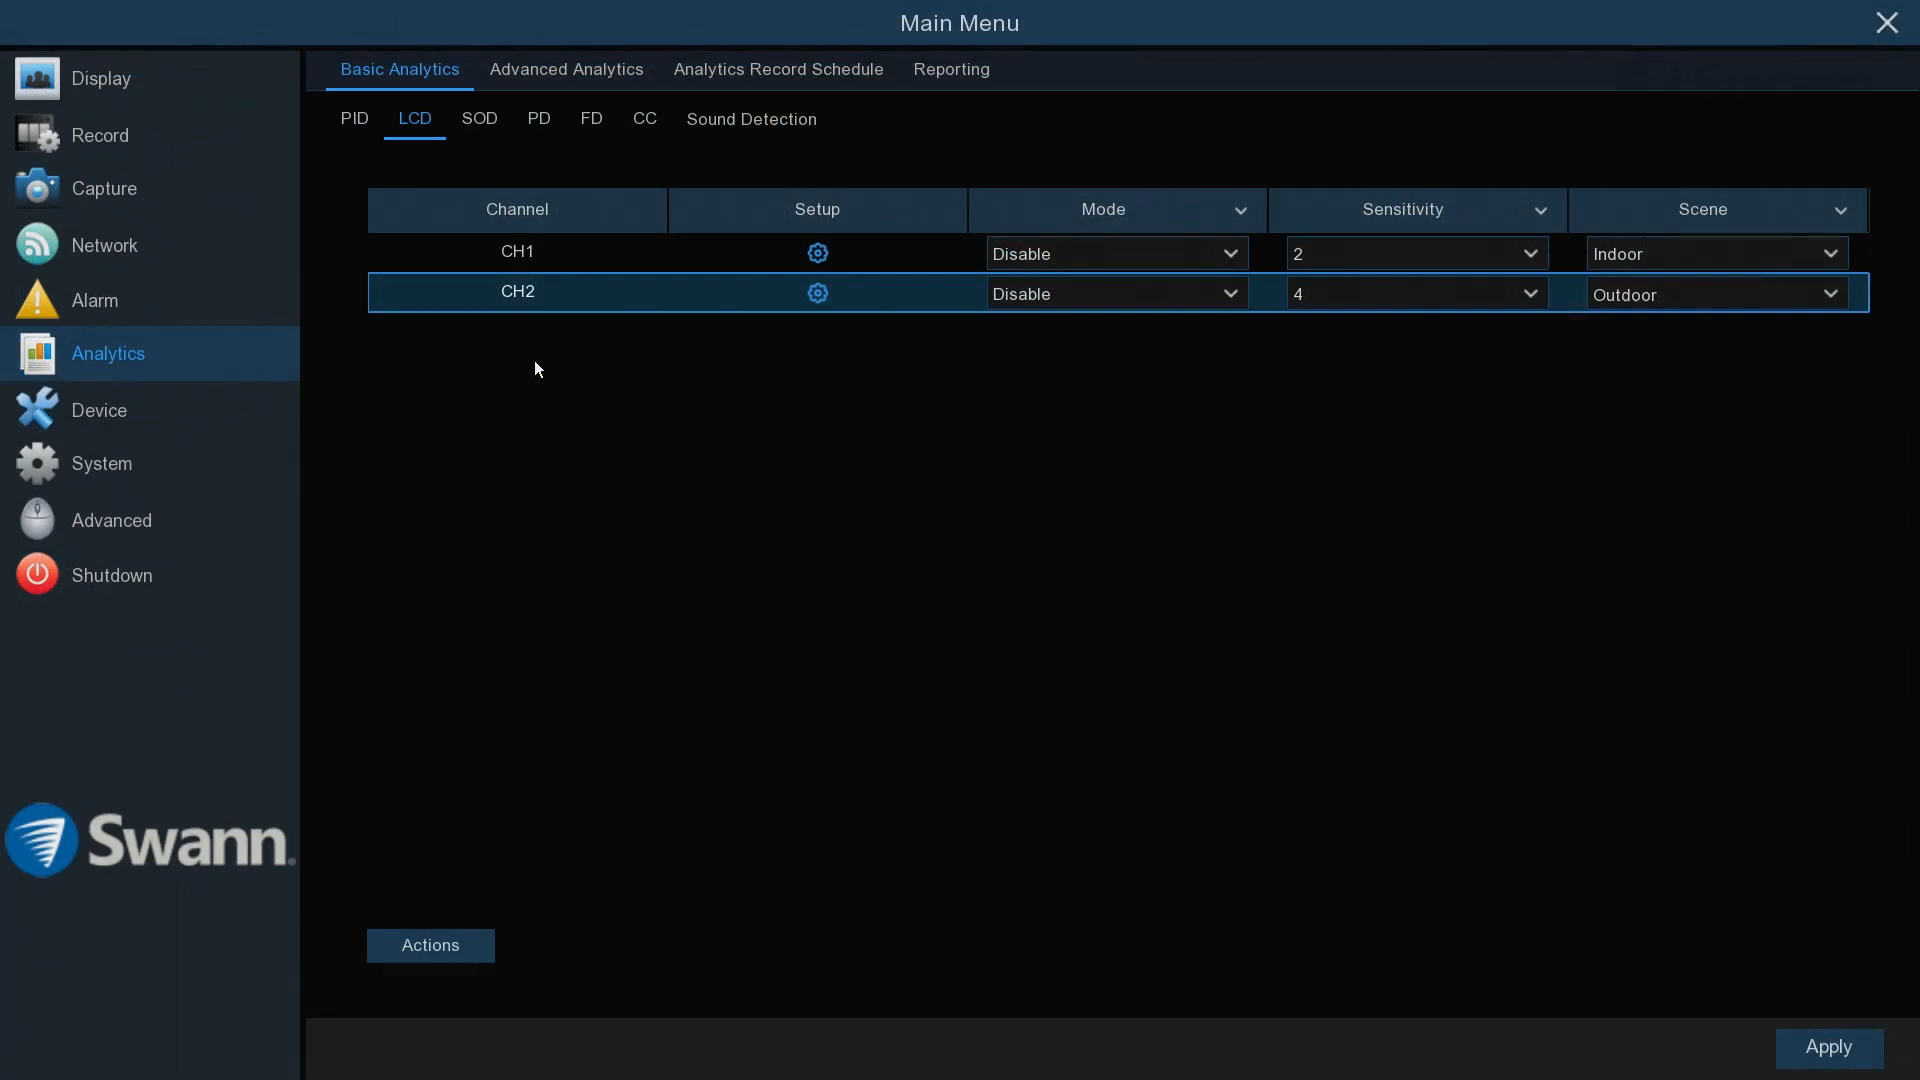 Main Menu
Display
Record
Capture
Network
Alarm
Analytics
Device
System
Advanced
Shutdown
Swann.
Basic Analytics Advanced Analytics Analytics Record Schedule Reporting
PID LCD SOD PD FD CC Sound Detection
Channel Setup Mode Sensitivity Scene
CH1 Disable 2 Indoor
CH2 Disable 4 Outdoor
Actions
Apply